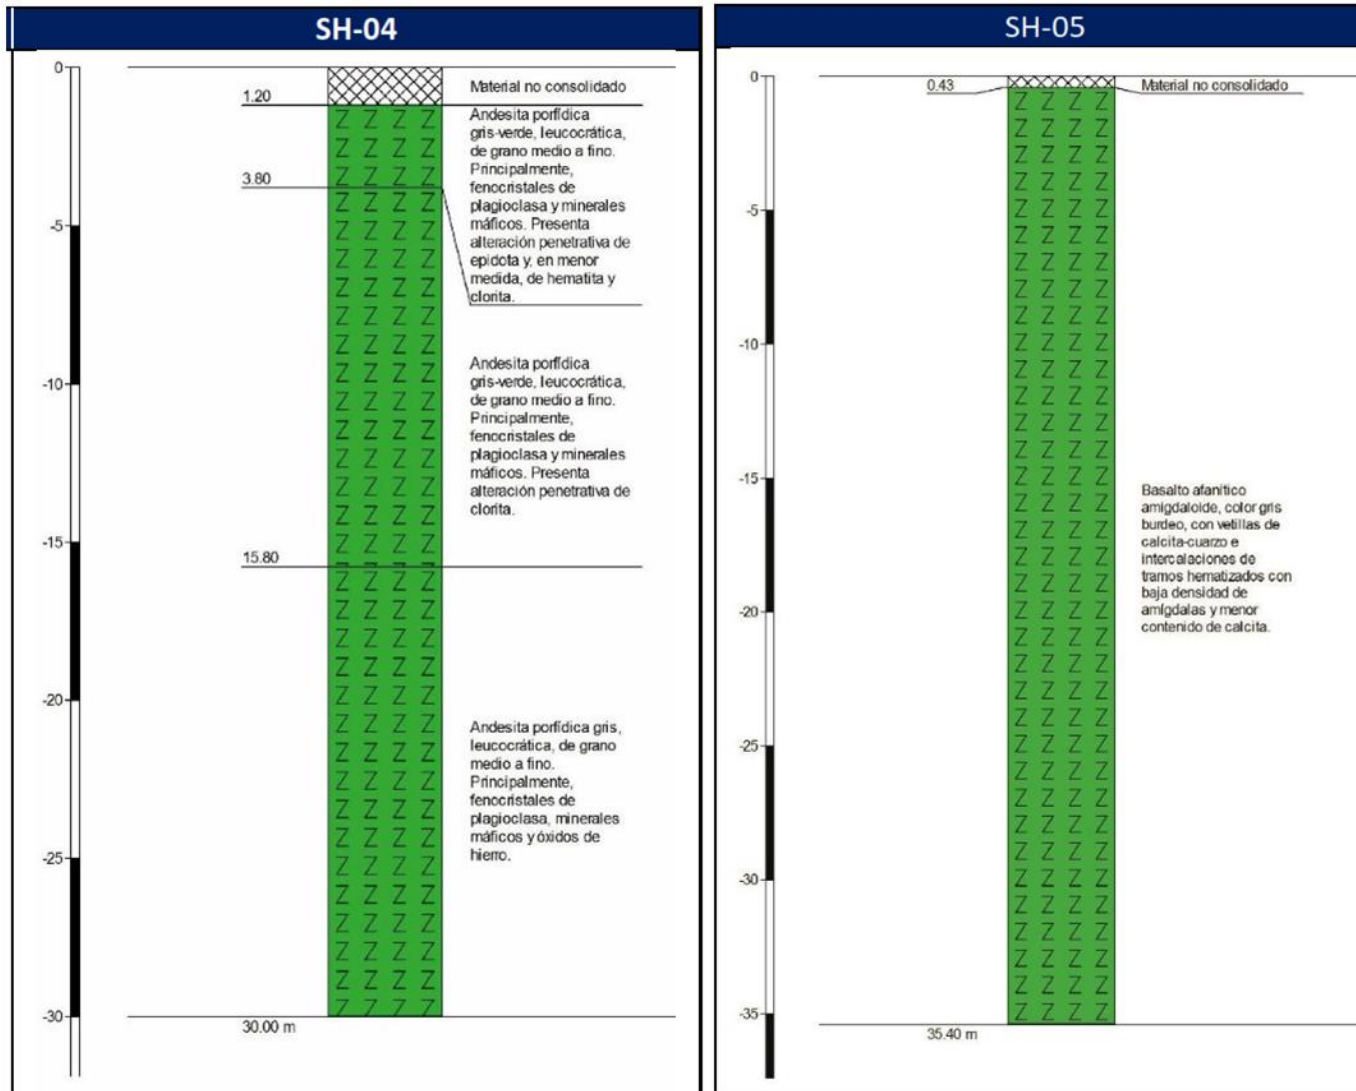 SH-04
0
-5
-10
-15
-20
-25
-30
1.20
3.80
15.80
30.00 m
Material no consolidado
Andesita porfídica
gris-verde, leucocrática,
de grano medio a fino.
Principalmente,
fenocristales de
plagioclasa y minerales
máficos. Presenta
alteración penetrativa de
epidota y, en menor
medida, de hematita y
clorita.
Andesita porfídica
gris-verde, leucocrática,
de grano medio a fino.
Principalmente,
fenocristales de
plagioclasa y minerales
máficos. Presenta
alteración penetrativa de
clorita.
Andesita porfídica gris,
leucocrática, de grano
medio a fino.
Principalmente,
fenocristales de
plagioclasa, minerales
máficos y óxidos de
hierro.
SH-05
0
-5
-10
-15
-20
-25
-30
-35
0.43
35.40 m
Material no consolidado
Basalto afanítico
amigdaloide, color gris
burdeo, con vetillas de
calcita-cuarzo e
intercalaciones de
tramos hematizados con
baja densidad de
amígdalas y menor
contenido de calcita.